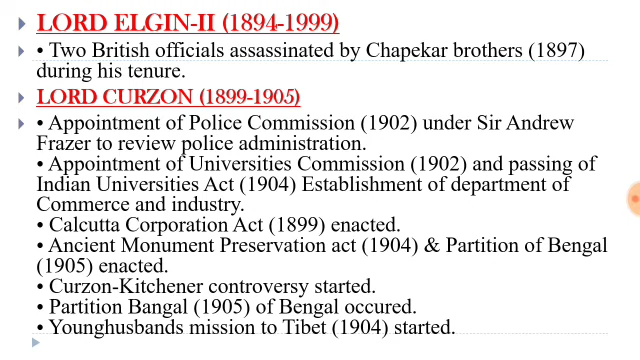 LORD ELGIN-II (1894-1999)
• Two British officials assassinated by Chapekar brothers (1897)
during his tenure.
LORD CURZON (1899-1905)
• Appointment of Police Commission (1902) under Sir Andrew
Frazer to review police administration.
• Appointment of Universities Commission (1902) and passing of
Indian Universities Act (1904) Establishment of department of
Commerce and industry.
• Calcutta Corporation Act (1899) enacted.
• Ancient Monument Preservation act (1904) & Partition of Bengal
(1905) enacted.
• Curzon-Kitchener controversy started.
• Partition Bangal (1905) of Bengal occured.
• Younghusbands mission to Tibet (1904) started.